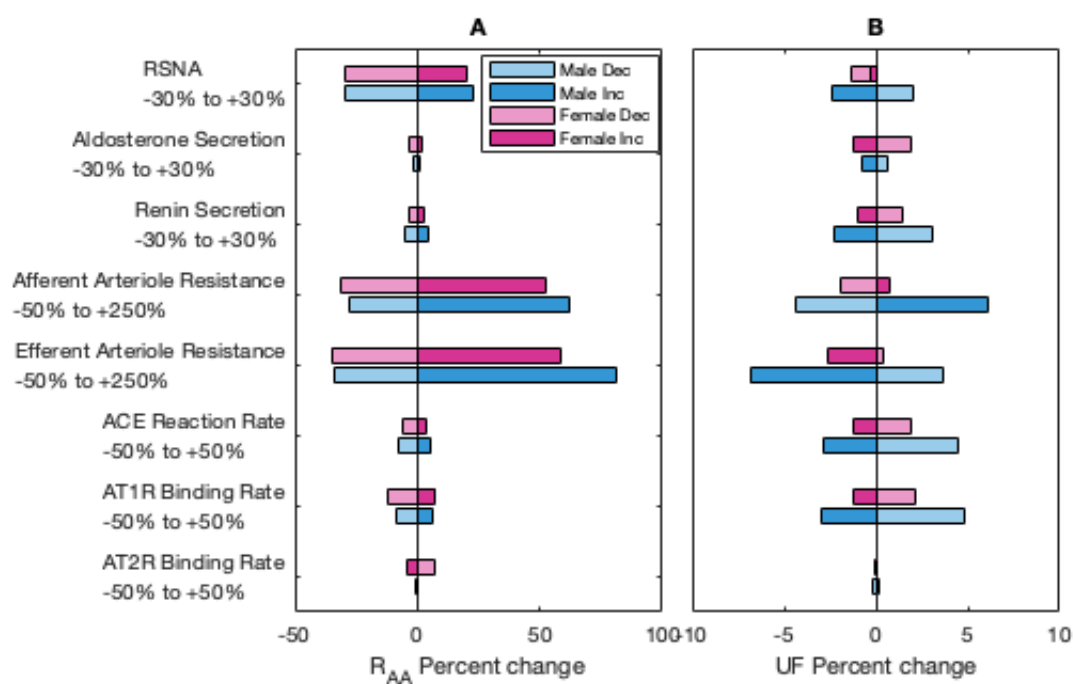 A
B
RSNA
-30% to +30%
Aldosterone Secretion
-30% to +30%
Renin Secretion
-30% to +30%
Afferent Arteriole Resistance
-50% to +250%
Efferent Arteriole Resistance
-50% to +250%
ACE Reaction Rate
-50% to +50%
AT1R Binding Rate
-50% to +50%
AT2R Binding Rate
-50% to +50%
Male Dec
Male Inc
Female Dec
Female Inc
-50 0 50 100
-10 -5 0 5 10
R_AA Percent change
UF Percent change